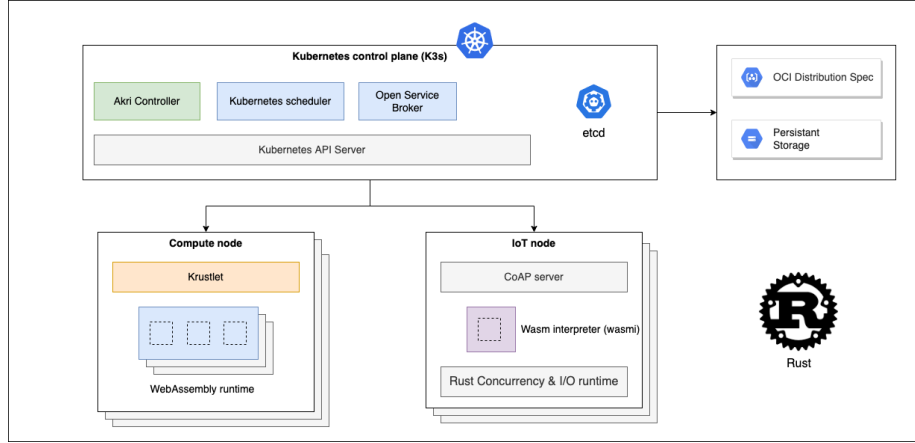 Kubernetes control plane (K3s)
Akri Controller
Kubernetes scheduler
Open Service
Broker
etcd
Kubernetes API Server
OCI Distribution Spec
Persistant
Storage
Compute node
Krustlet
WebAssembly runtime
IoT node
CoAP server
Wasm interpreter (wasmi)
Rust Concurrency & I/O runtime
R
Rust